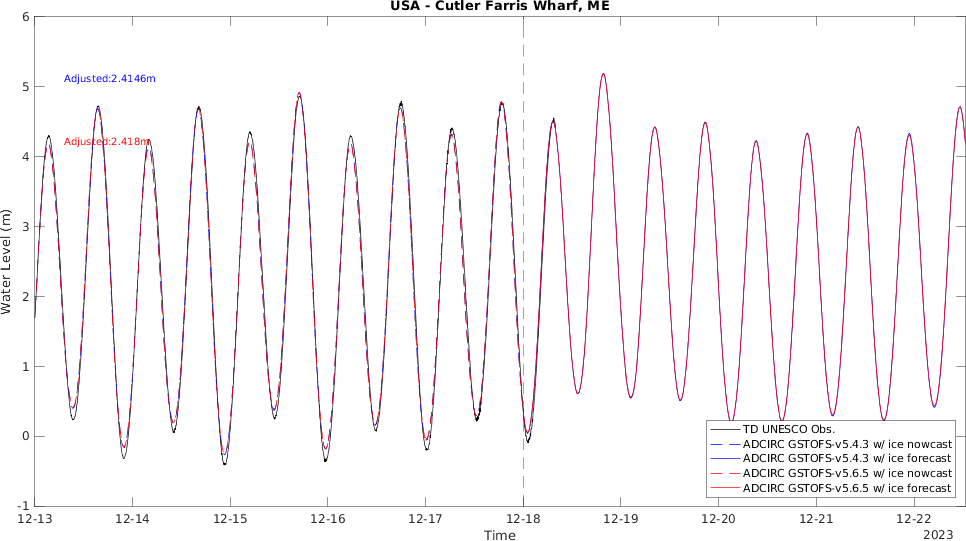 USA - Cutler Farris Wharf, ME
6
5
4
3
2
1
0
-1
Water Level (m)
Adjusted:2.4146m
Adjusted:2.418m
TD UNESCO Obs.
ADCIRC GSTOFS-v5.4.3 w/ ice nowcast
ADCIRC GSTOFS-v5.4.3 w/ ice forecast
ADCIRC GSTOFS-v5.6.5 w/ ice nowcast
ADCIRC GSTOFS-v5.6.5 w/ ice forecast
12-13 12-14 12-15 12-16 12-17 12-18 12-19 12-20 12-21 12-22
Time
2023